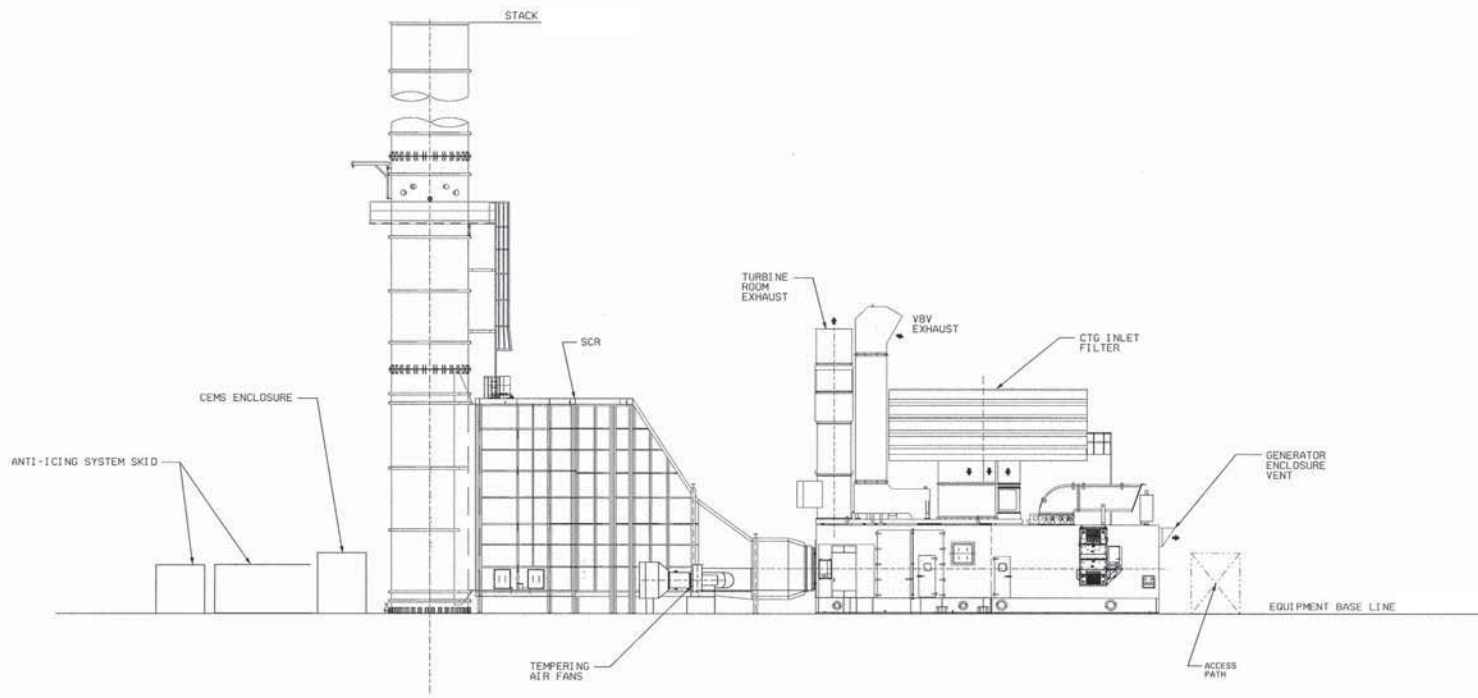 STACK
TURBINE
ROOM
EXHAUST
VBV
EXHAUST
CTG INLET
FILTER
SCR
CEMS ENCLOSURE
ANTI-ICING SYSTEM SKID
GENERATOR
ENCLOSURE
VENT
EQUIPMENT BASE LINE
TEMPERING
AIR FANS
ACCESS
PATH